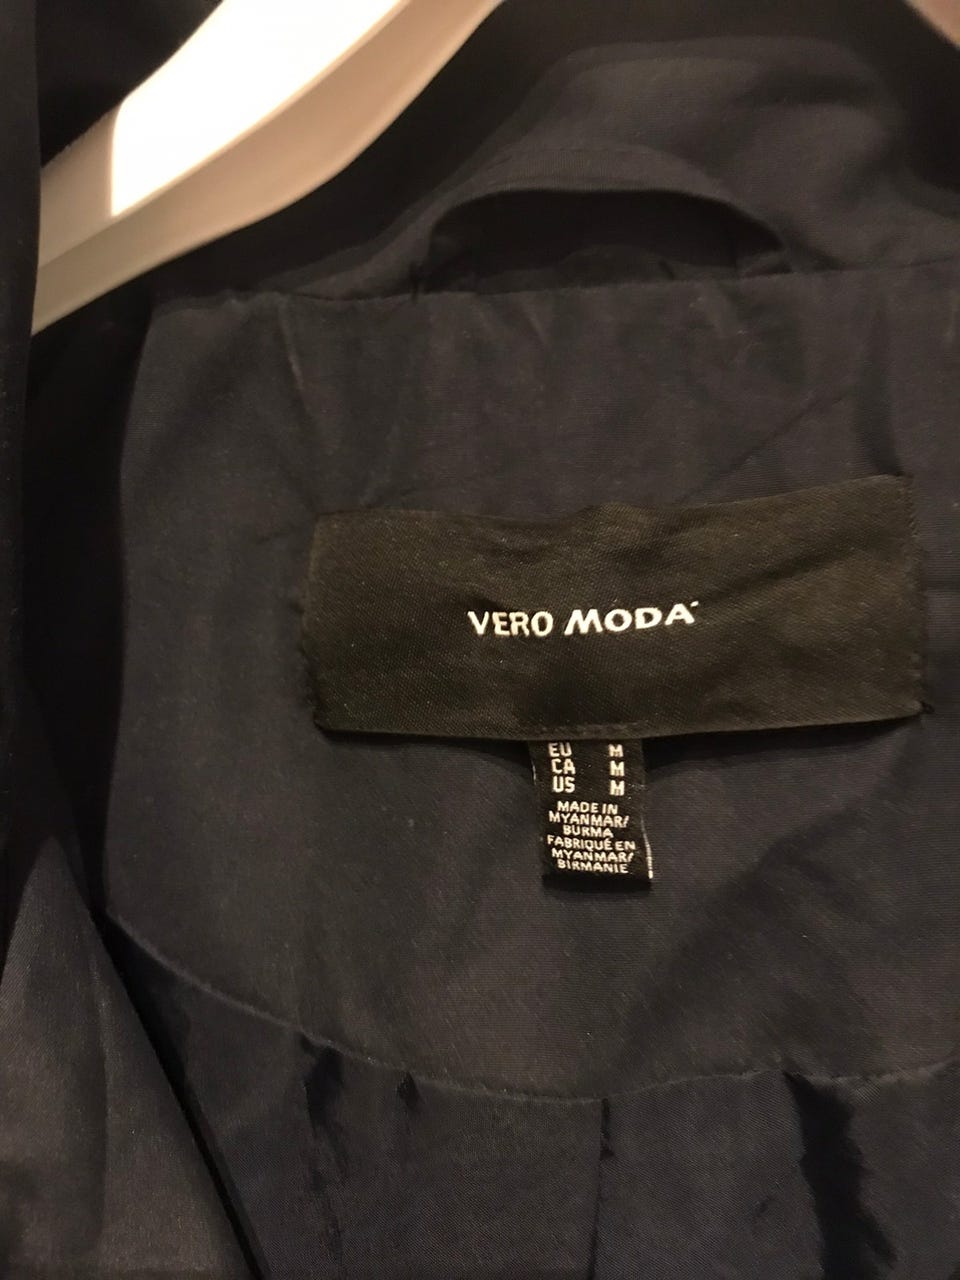 VERO MODA
EU M
CA M
US M
MADE IN
MYANMAR/
BURMA
FABRIQUÉ EN
MYANMAR/
BIRMANIE